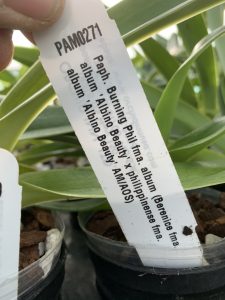 PAM0271
Paph. Burning Phil fma. album (Berenice fma.
album 'Albino Beauty' x philippinense fma.
album, 'Albino Beauty' AM/AOS)